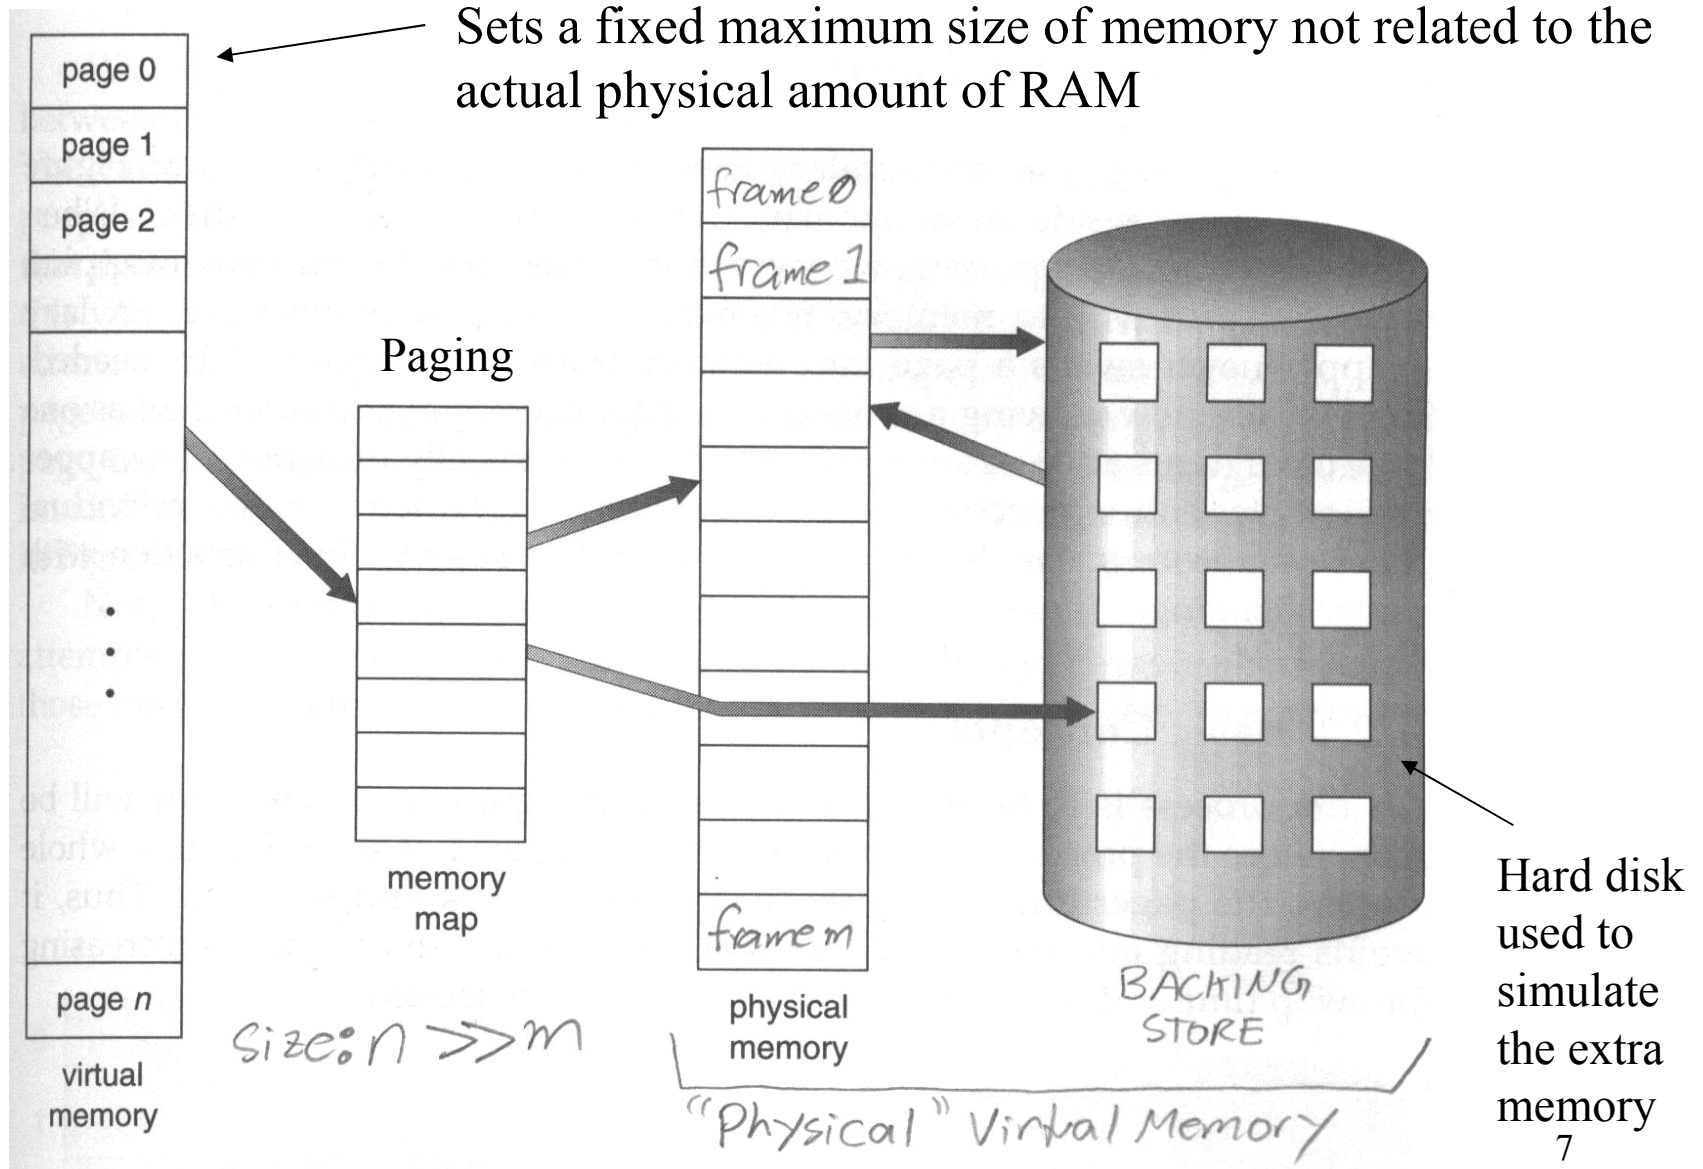 Sets a fixed maximum size of memory not related to the
actual physical amount of RAM
page 0
page 1
page 2
page n
virtual
memory
Paging
memory
map
frame 0
frame 1
frame m
physical
memory
BACKING
STORE
size: n >> m
"Physical" Virtual Memory
Hard disk
used to
simulate
the extra
memory
7